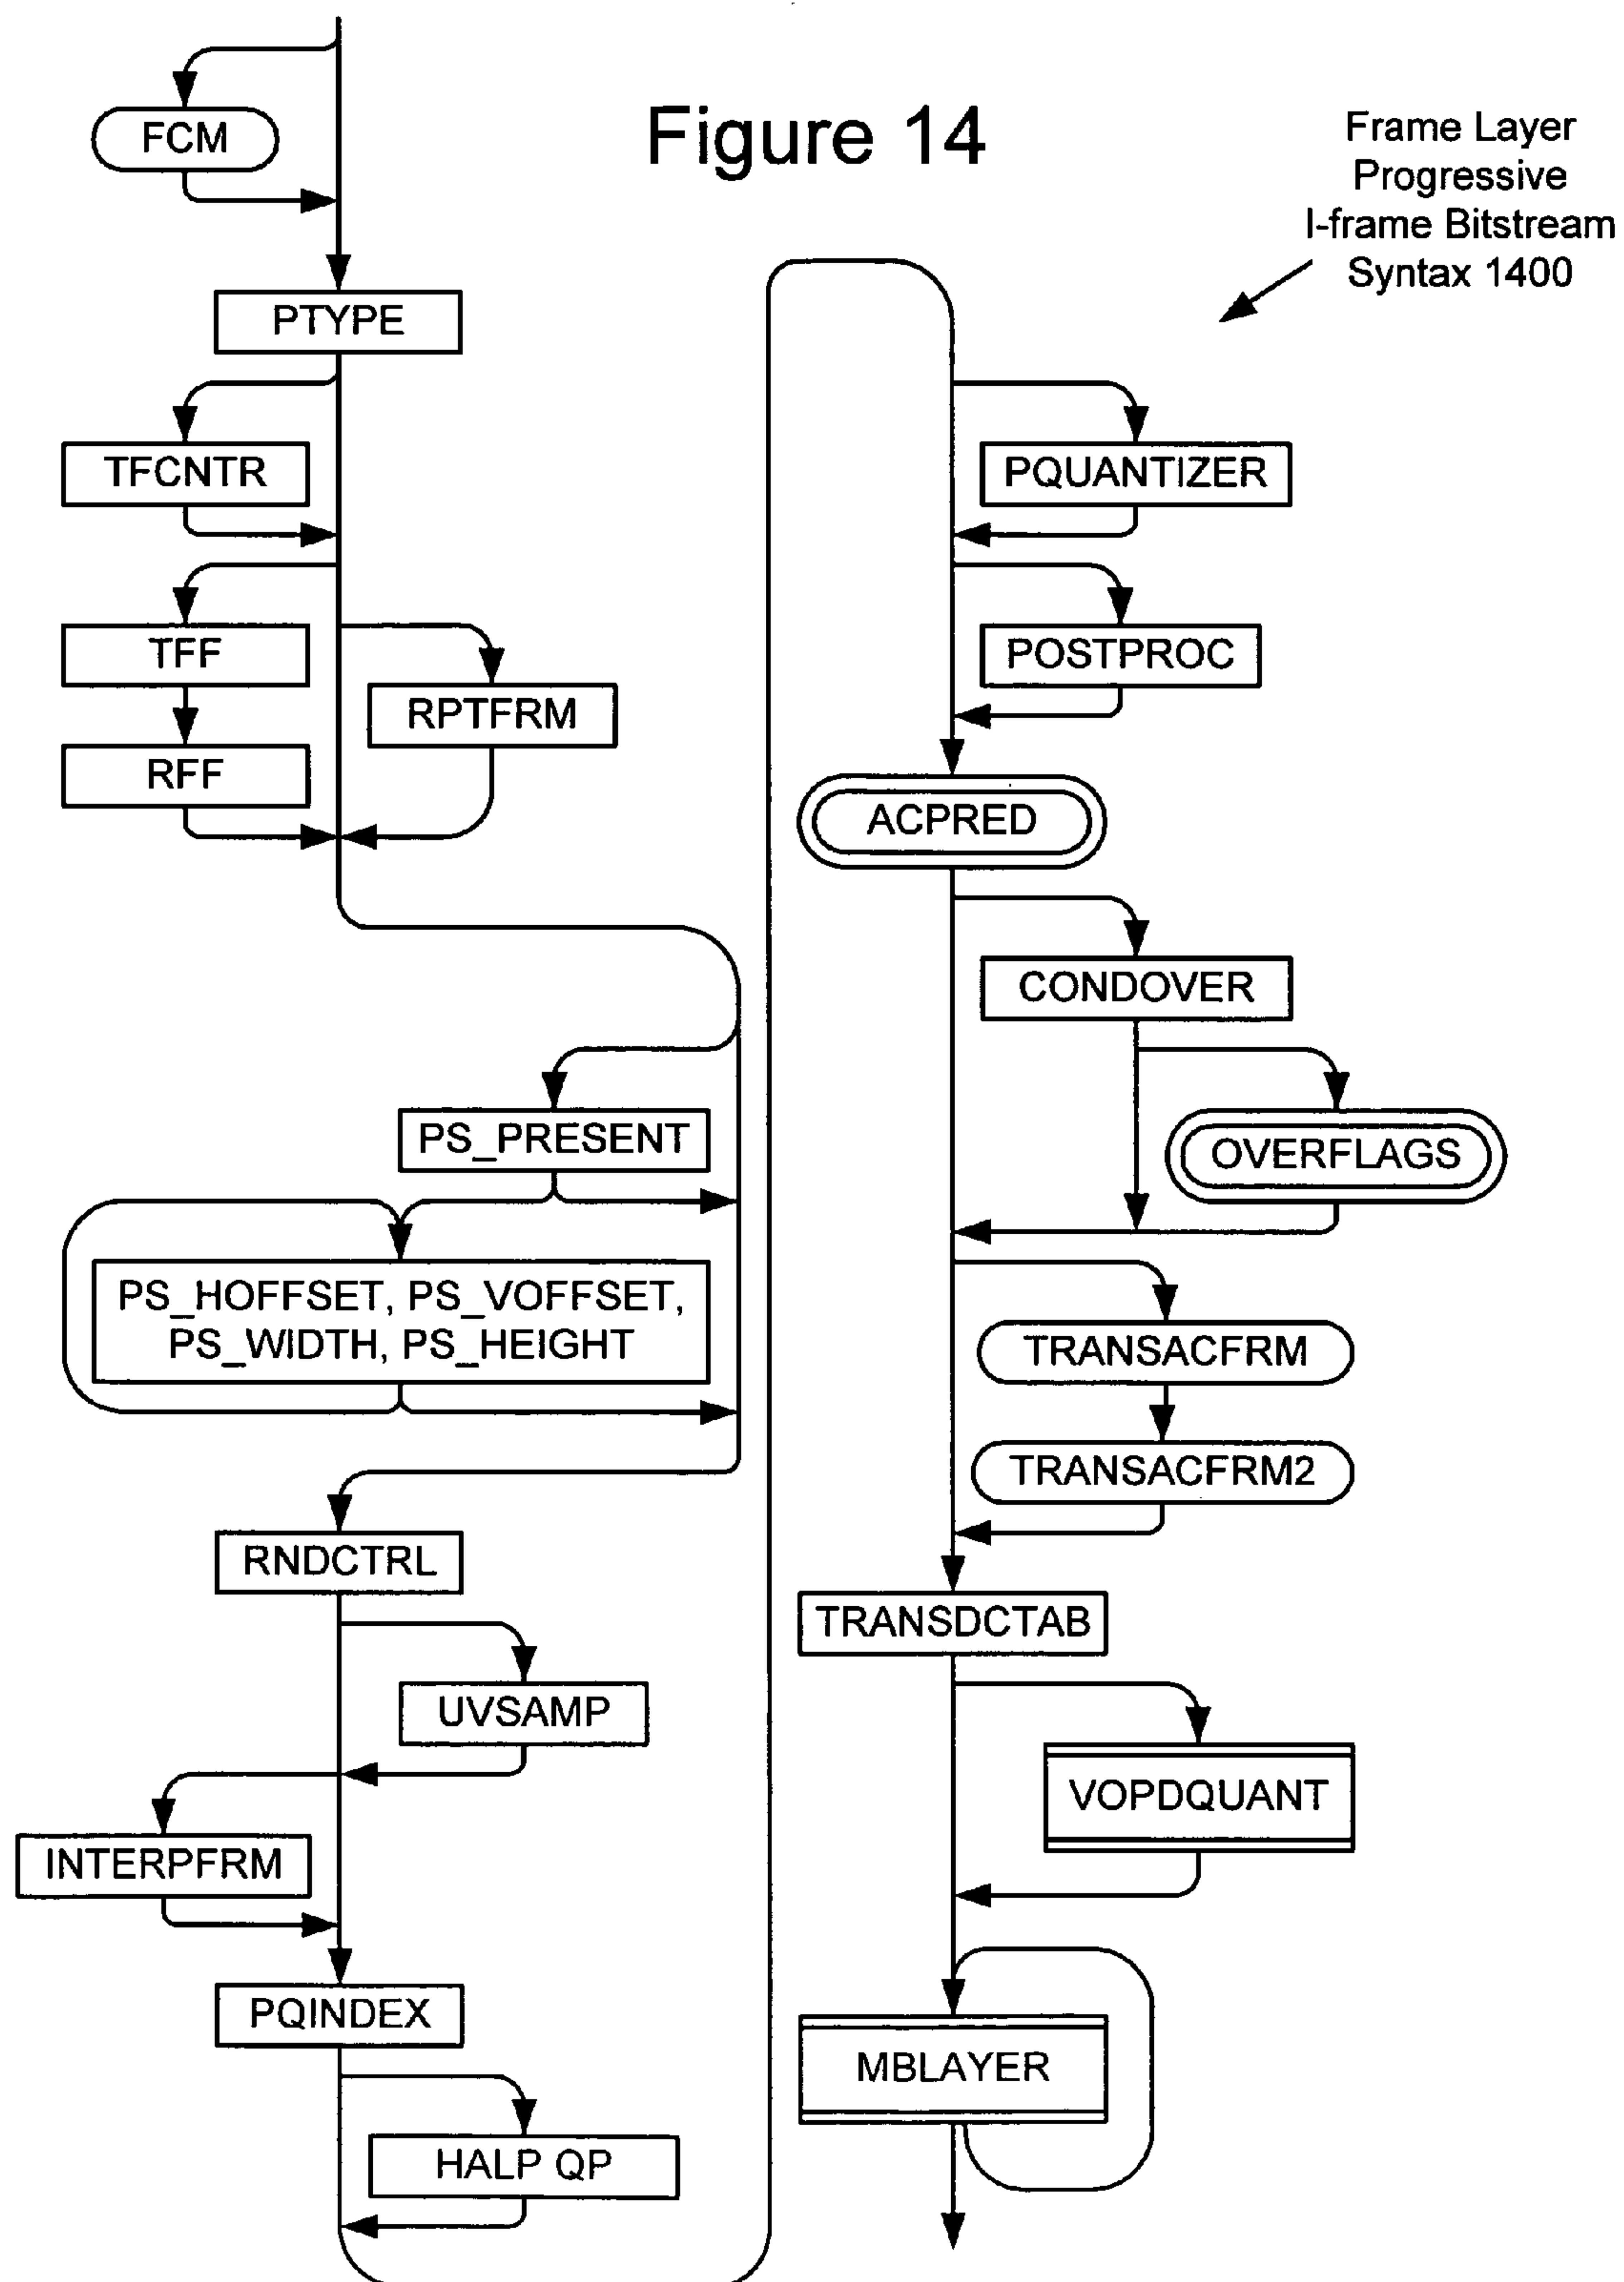 Figure 14
Frame Layer
Progressive
I-frame Bitstream
Syntax 1400
FCM
PTYPE
TFCNTR
TFF
RPTFRM
RFF
PS_PRESENT
PS_HOFFSET, PS_VOFFSET,
PS_WIDTH, PS_HEIGHT
RNDCTRL
UVSAMP
INTERPFRM
PQINDEX
HALP QP
PQUANTIZER
POSTPROC
ACPRED
CONDOVER
OVERFLAGS
TRANSACFRM
TRANSACFRM2
TRANSDCTAB
VOPDQUANT
MBLAYER